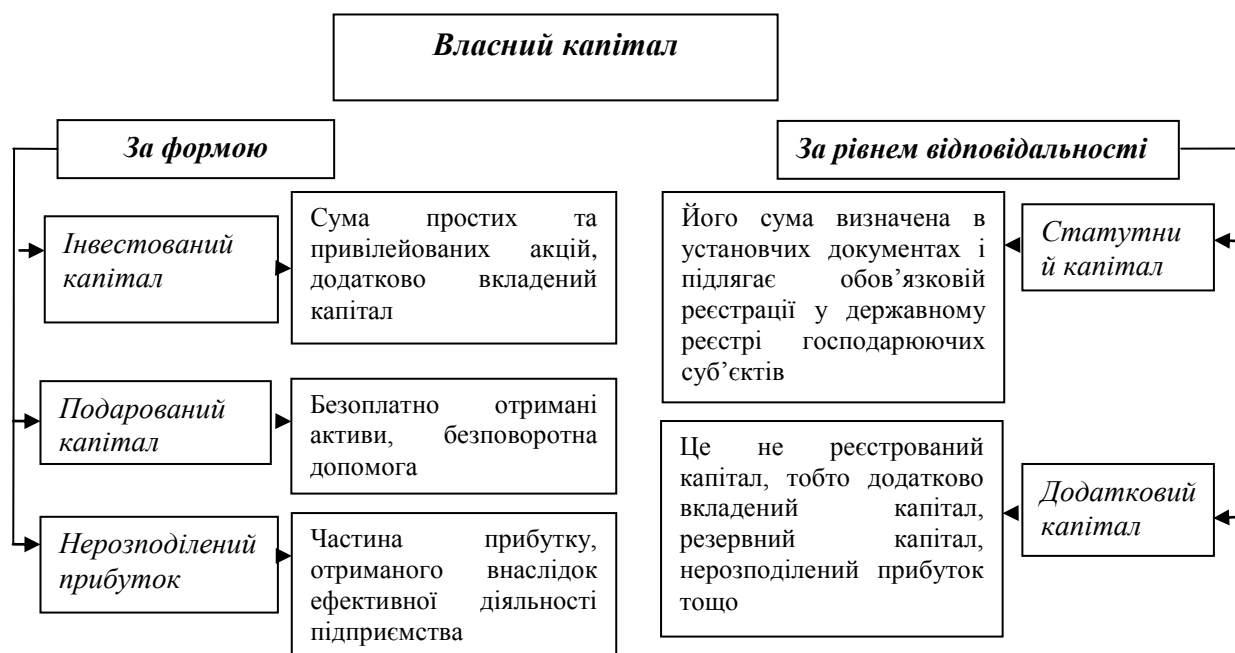 Власний капітал
За формою
Інвестований
капітал
Сума простих та
привілейованих акцій,
додатково вкладений
капітал
Подарований
капітал
Безоплатно отримані
активи, безповоротна
допомога
Нерозподілений
прибуток
Частина прибутку,
отриманого внаслідок
ефективної діяльності
підприємства
За рівнем відповідальності
Його сума визначена в
установчих документах і
підлягає обов’язковій
реєстрації у державному
реєстрі господарюючих
суб’єктів
Статутни
й капітал
Це не реєстрований
капітал, тобто додатково
вкладений капітал,
резервний капітал,
нерозподілений прибуток
тощо
Додатковий
капітал